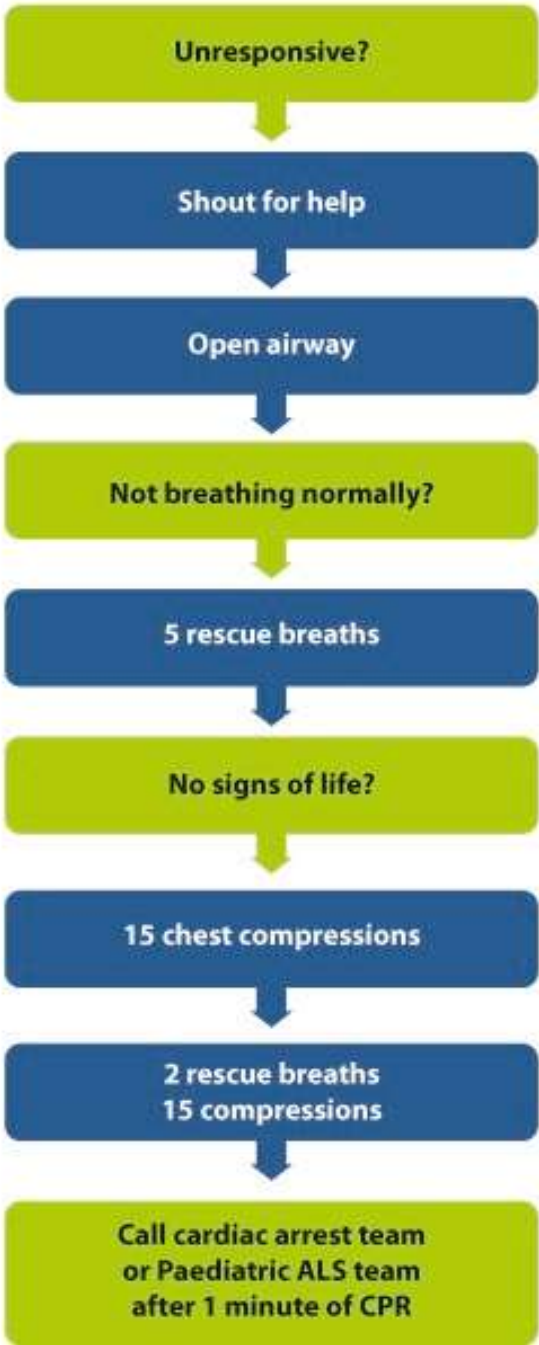 Unresponsive?
Shout for help
Open airway
Not breathing normally?
5 rescue breaths
No signs of life?
15 chest compressions
2 rescue breaths
15 compressions
Call cardiac arrest team
or Paediatric ALS team
after 1 minute of CPR